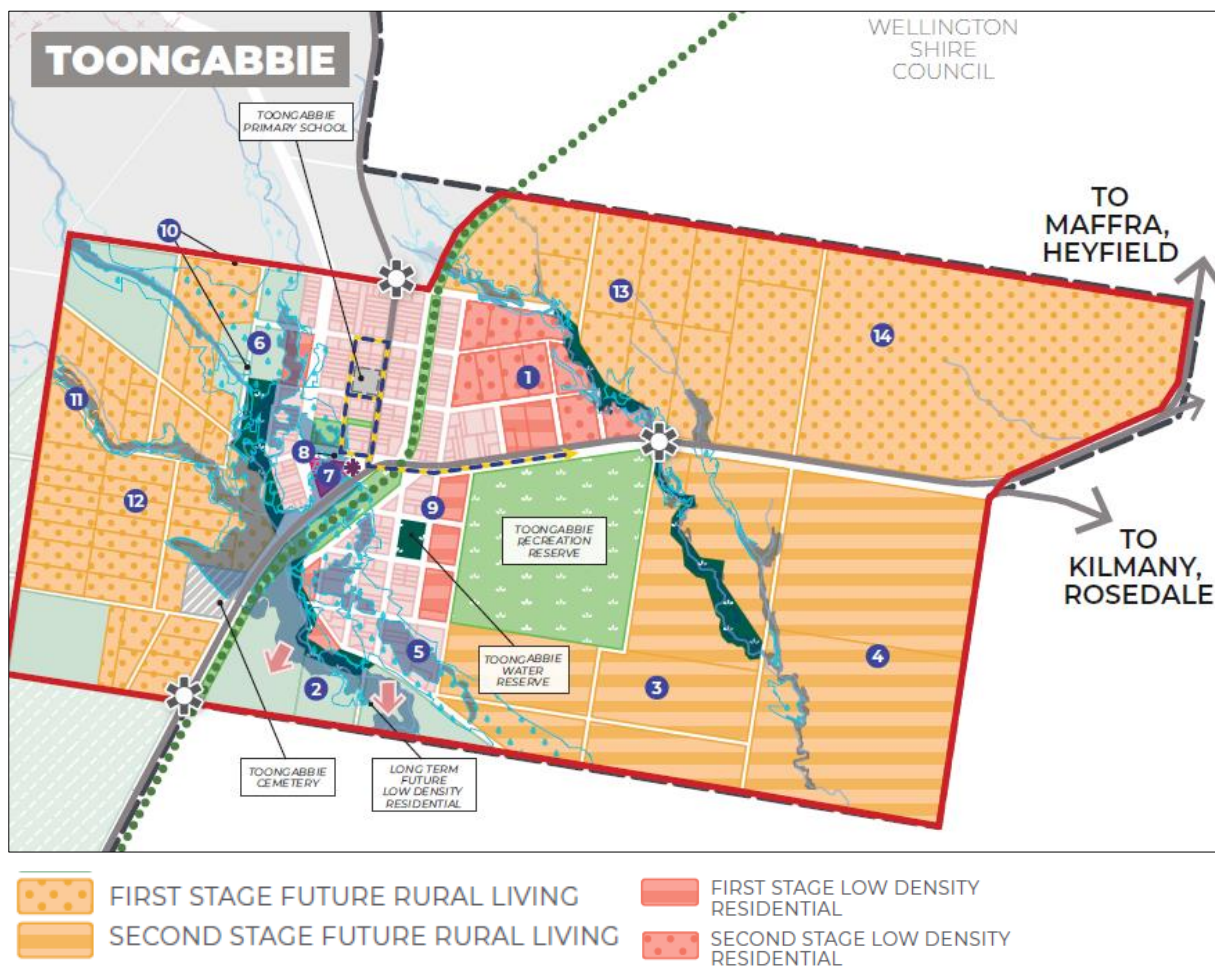 TOONGABBIE
WELLINGTON
SHIRE
COUNCIL
TOONGABBIE
PRIMARY SCHOOL
TO
MAFFRA,
HEYFIELD
10
13
14
6
1
11
8
7
12
9
TOONGABBIE
RECREATION
RESERVE
TO
KILMANY,
ROSEDALE
5
TOONGABBIE
WATER
RESERVE
4
2
3
TOONGABBIE
CEMETERY
LONG TERM
FUTURE
LOW DENSITY
RESIDENTIAL
FIRST STAGE FUTURE RURAL LIVING
SECOND STAGE FUTURE RURAL LIVING
FIRST STAGE LOW DENSITY
RESIDENTIAL
SECOND STAGE LOW DENSITY
RESIDENTIAL